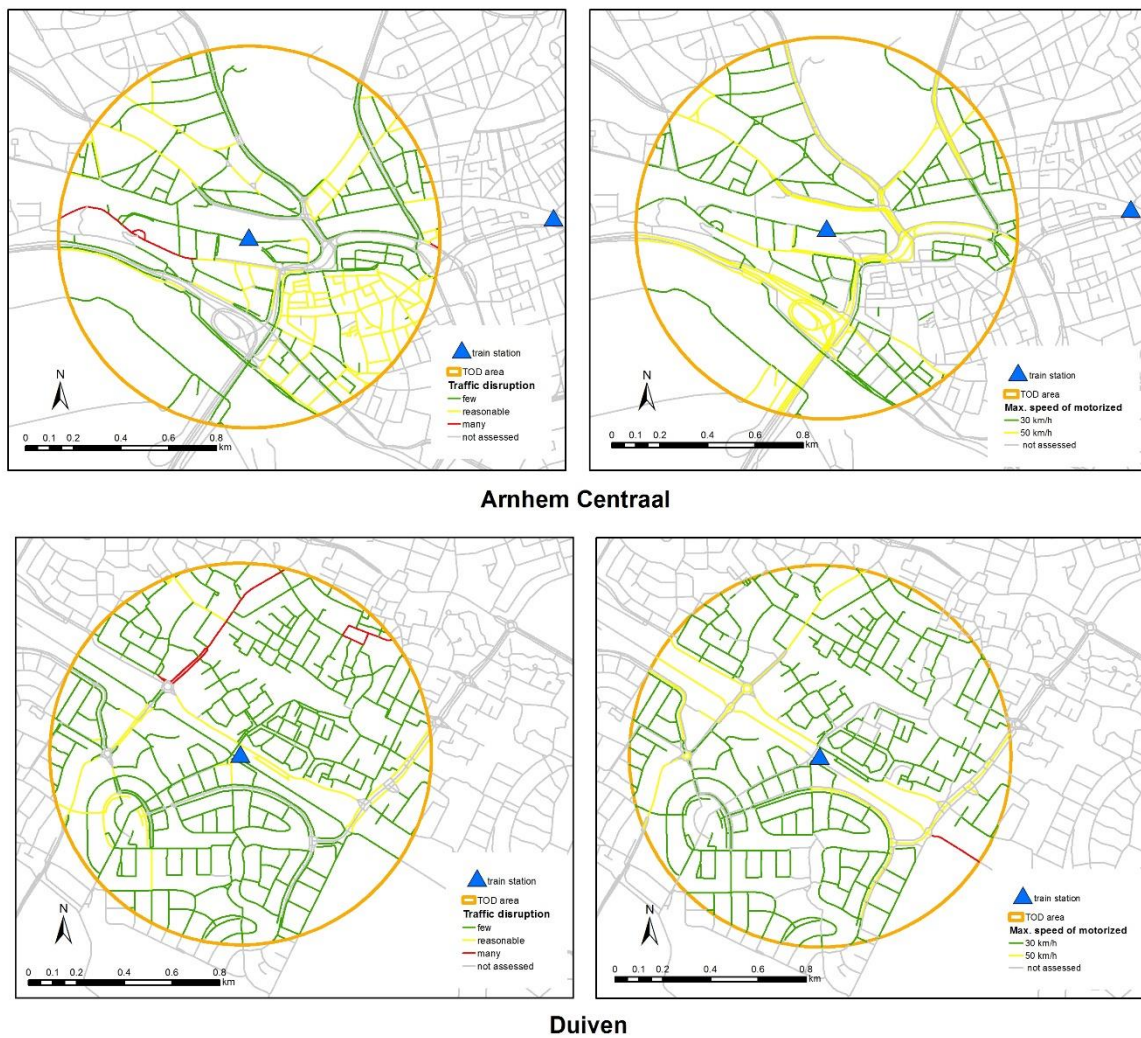 train station
TOD area
Traffic disruption
few
reasonable
many
not assessed
N
0 0.1 0.2 0.4 0.6 0.8
km
train station
TOD area
Max. speed of motorized
30 km/h
50 km/h
not assessed
N
0 0.1 0.2 0.4 0.6 0.8
km
Arnhem Centraal
train station
TOD area
Traffic disruption
few
reasonable
many
not assessed
N
0 0.1 0.2 0.4 0.6 0.8
km
train station
TOD area
Max. speed of motorized
30 km/h
50 km/h
not assessed
N
0 0.1 0.2 0.4 0.6 0.8
km
Duiven